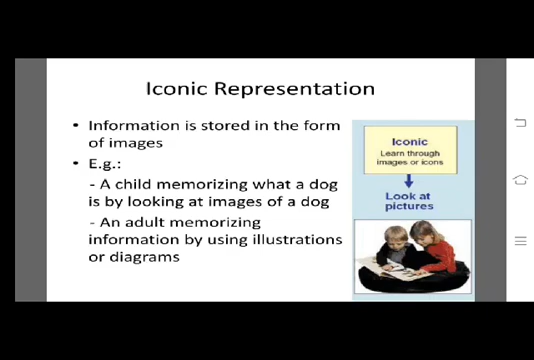 Iconic Representation
• Information is stored in the form
of images
• E.g.:
- A child memorizing what a dog
is by looking at images of a dog
- An adult memorizing
information by using illustrations
or diagrams
Iconic
Learn through
images or icons
Look at
pictures